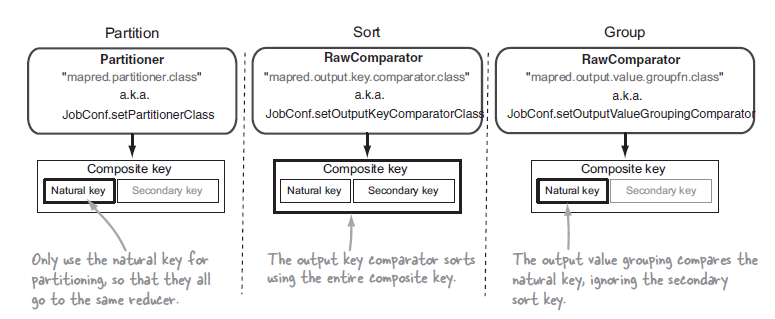 Partition
Partitioner
"mapred.partitioner.class"
a.k.a.
JobConf.setPartitionerClass
Composite key
Natural key
Secondary key
Only use the natural key for
partitioning, so that they all
go to the same reducer.
Sort
RawComparator
"mapred.output.key.comparator.class"
a.k.a.
JobConf.setOutputKeyComparatorClass
Composite key
Natural key
Secondary key
The output key comparator sorts
using the entire composite key.
Group
RawComparator
"mapred.output.value.groupfn.class"
a.k.a.
JobConf.setOutputValueGroupingComparator
Composite key
Natural key
Secondary key
The output value grouping compares the
natural key, ignoring the secondary
sort key.